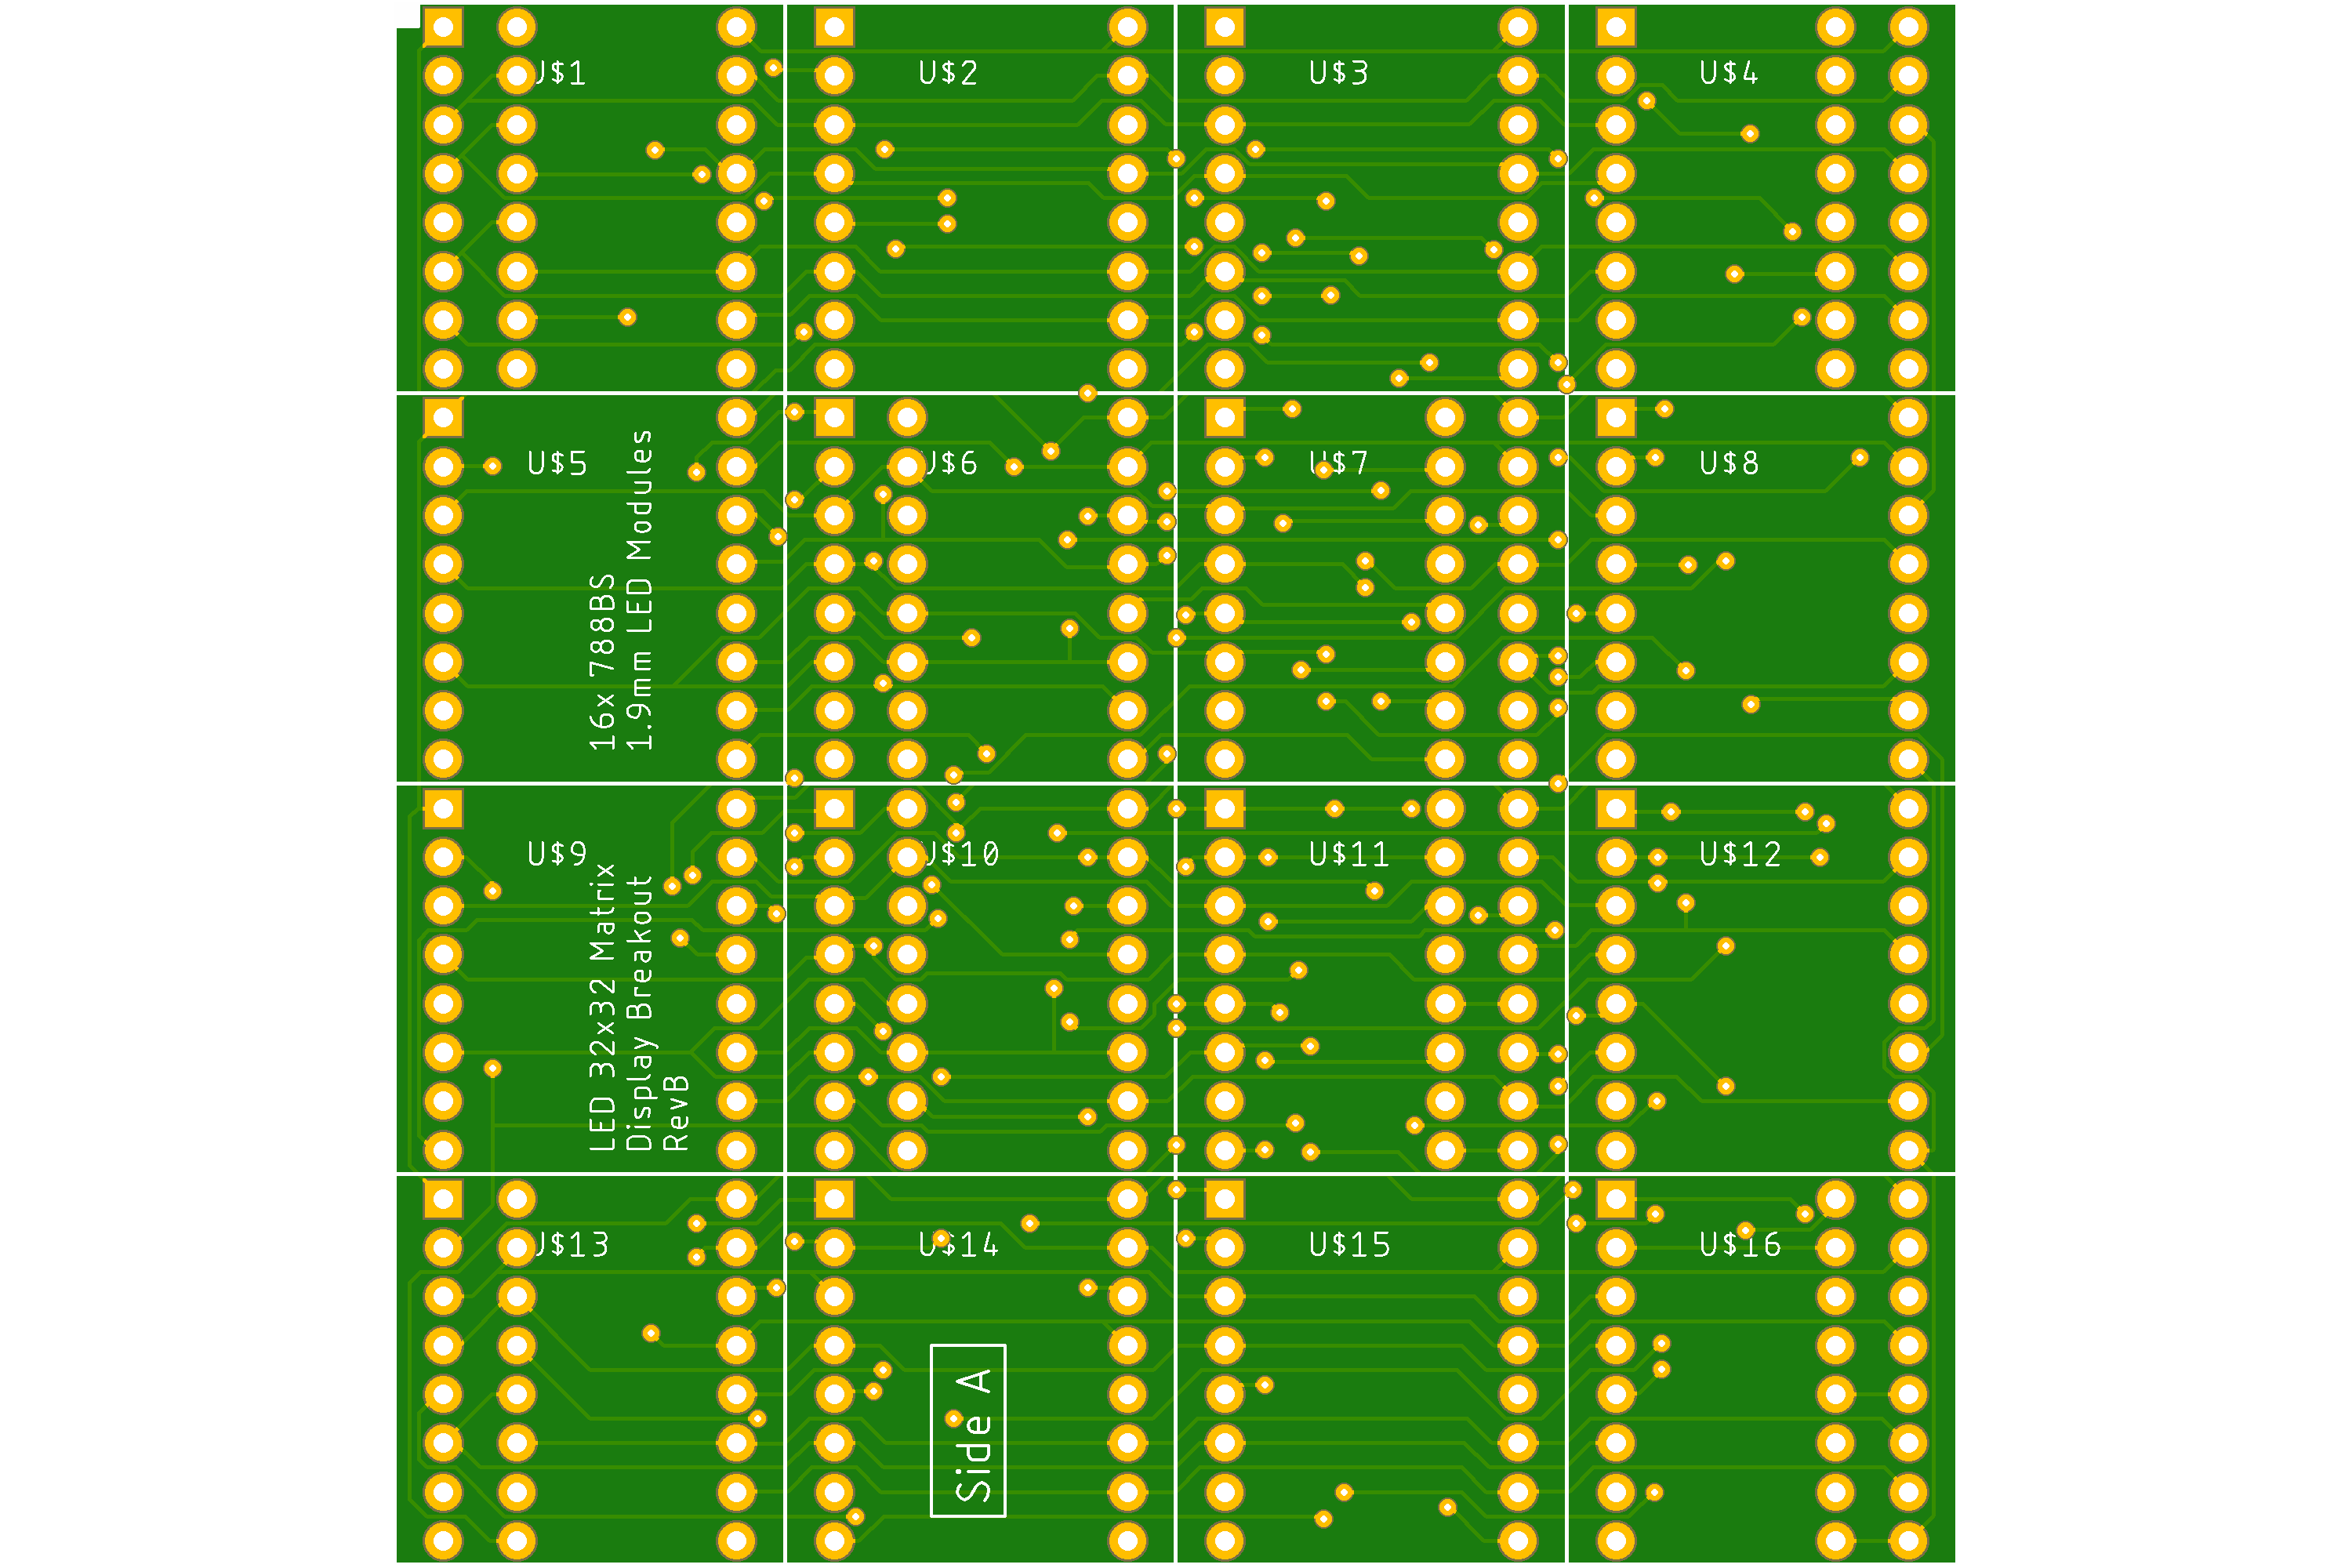 U$1
U$2
U$3
U$4
U$5
U$6
U$7
U$8
16x 788BS
1.9mm LED Modules
U$9
U$10
U$11
U$12
LED 32x32 Matrix
Display Breakout
RevB
U$13
U$14
U$15
U$16
Side A